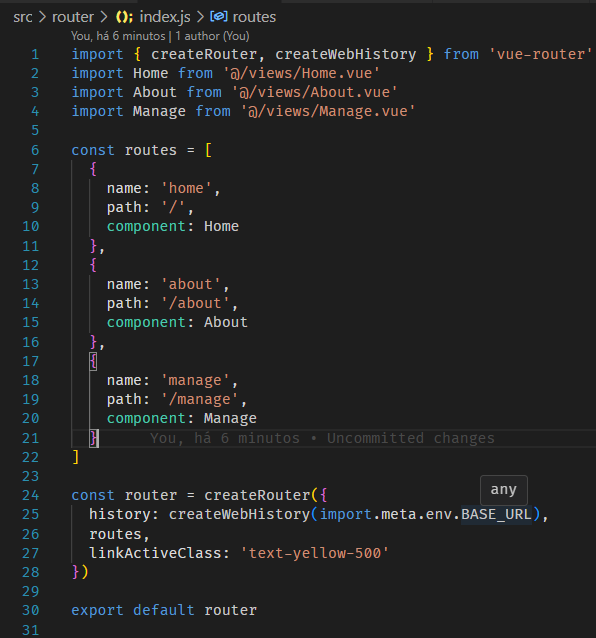 src > router > index.js > routes
You, há 6 minutos | 1 author (You)
1 import { createRouter, createWebHistory } from 'vue-router'
2 import Home from '@/views/Home.vue'
3 import About from '@/views/About.vue'
4 import Manage from '@/views/Manage.vue'
5
6 const routes = [
7   {
8     name: 'home',
9     path: '/',
10     component: Home
11   },
12   {
13     name: 'about',
14     path: '/about',
15     component: About
16   },
17   {
18     name: 'manage',
19     path: '/manage',
20     component: Manage
21   }     You, há 6 minutos • Uncommitted changes
22 ]
23
any
24 const router = createRouter({
25   history: createWebHistory(import.meta.env.BASE_URL),
26   routes,
27   linkActiveClass: 'text-yellow-500'
28 })
29
30 export default router
31